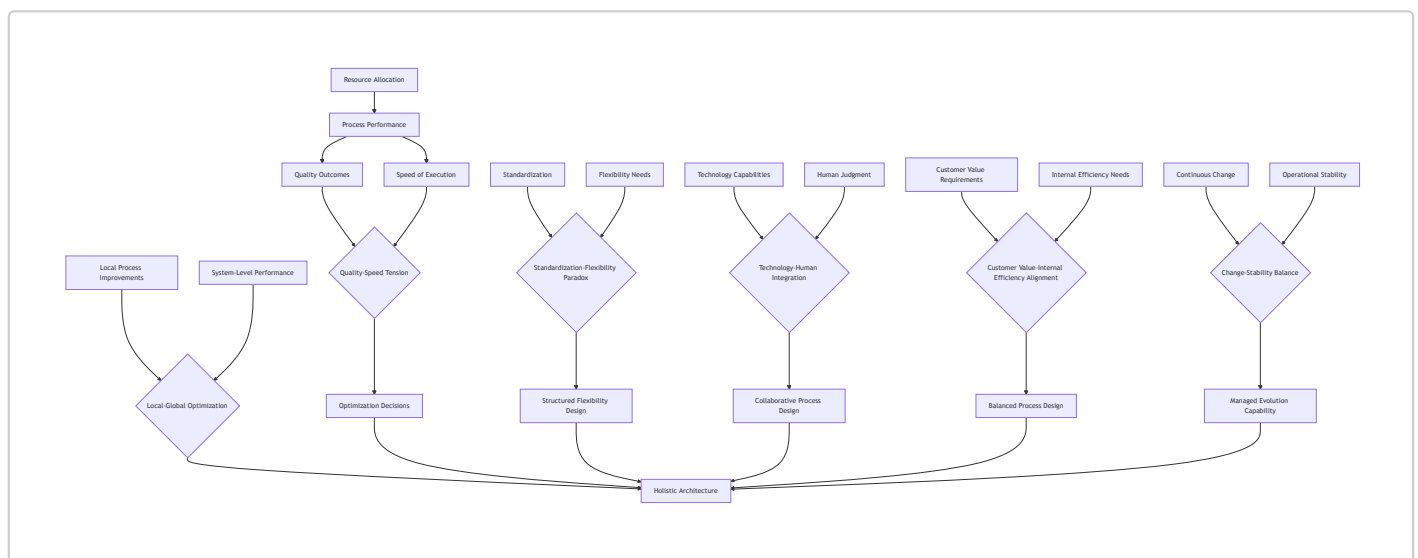 Resource Allocation
Process Performance
Quality Outcomes
Speed of Execution
Standardization
Flexibility Needs
Technology Capabilities
Human Judgment
Customer Value
Requirements
Internal Efficiency Needs
Continuous Change
Operational Stability
Local Process
Improvements
System-Level Performance
Quality-Speed Tension
Standardization-Flexibility
Paradox
Technology-Human
Integration
Customer Value-Internal
Efficiency Alignment
Change-Stability Balance
Local-Global Optimization
Optimization Decisions
Structured Flexibility
Design
Collaborative Process
Design
Balanced Process Design
Managed Evolution
Capability
Holistic Architecture